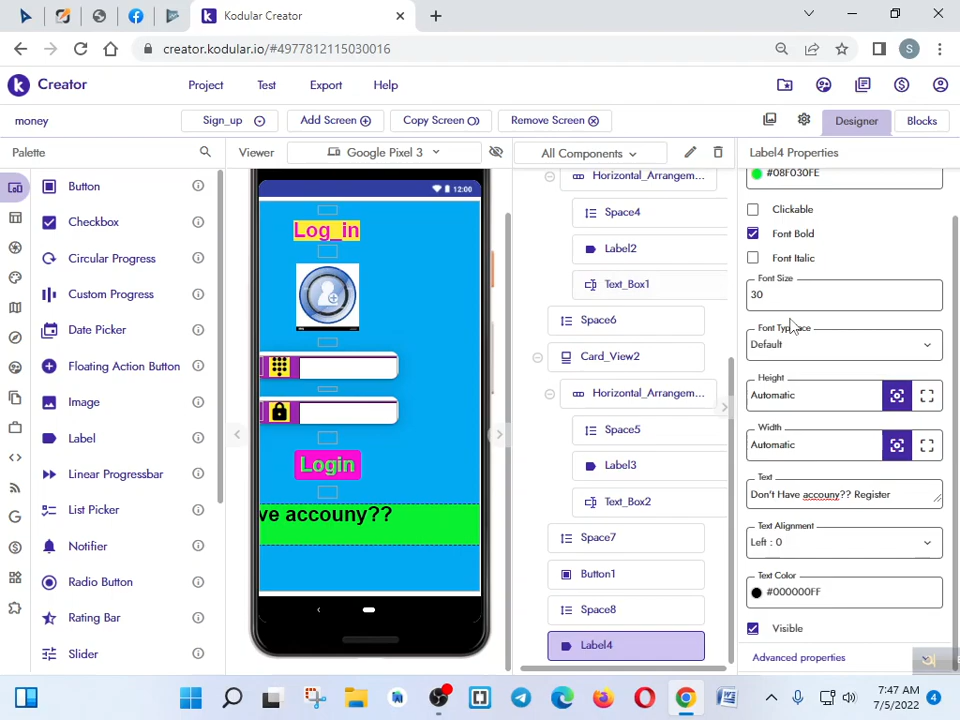 Kodular Creator
creator.kodular.io/#4977812115030016
Creator
Project
Test
Export
Help
money
Sign_up
Add Screen
Copy Screen
Remove Screen
Designer
Blocks
Palette
Viewer
Google Pixel 3
All Components
Label4 Properties
Button
Checkbox
Circular Progress
Custom Progress
Date Picker
Floating Action Button
Image
Label
Linear Progressbar
List Picker
Notifier
Radio Button
Rating Bar
Slider
12:00
Log_in
Login
ve accouny??
Horizontal_Arrangem...
Space4
Label2
Text_Box1
Space6
Card_View2
Horizontal_Arrangem...
Space5
Label3
Text_Box2
Space7
Button1
Space8
Label4
#08F030FE
Clickable
Font Bold
Font Italic
Font Size
30
Font Typeface
Default
Height
Automatic
Width
Automatic
Text
Don't Have accouny?? Register
Text Alignment
Left : 0
Text Color
#000000FF
Visible
Advanced properties
7:47 AM
7/5/2022
4